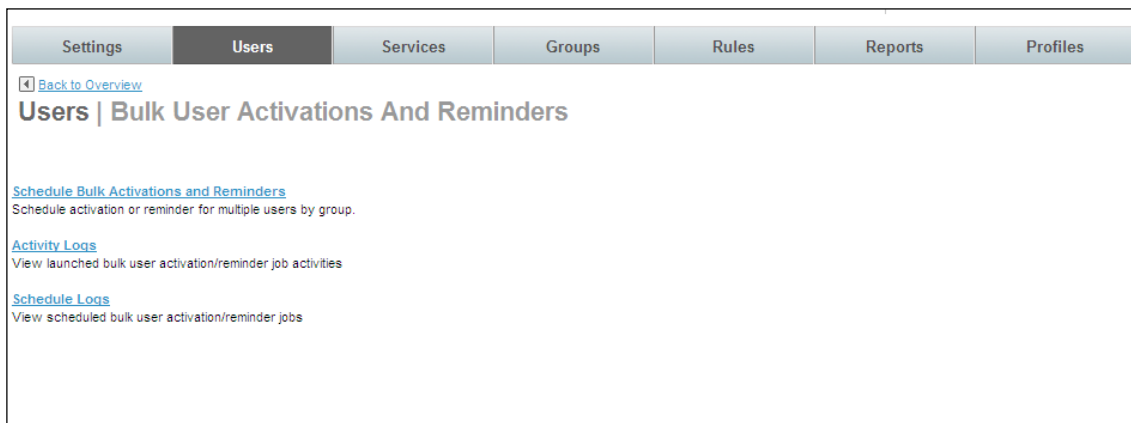 Settings Users Services Groups Rules Reports Profiles
Back to Overview
Users | Bulk User Activations And Reminders
Schedule Bulk Activations and Reminders
Schedule activation or reminder for multiple users by group.
Activity Logs
View launched bulk user activation/reminder job activities
Schedule Logs
View scheduled bulk user activation/reminder jobs